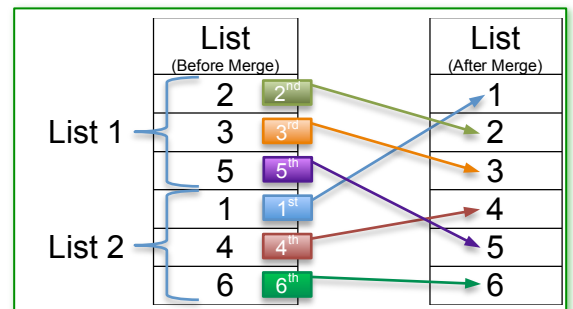 List List
(Before Merge) (After Merge)
2 2nd 1
3 3rd 2
List 1
5 5th 3
1 1st 4
List 2
4 4th 5
6 6th 6